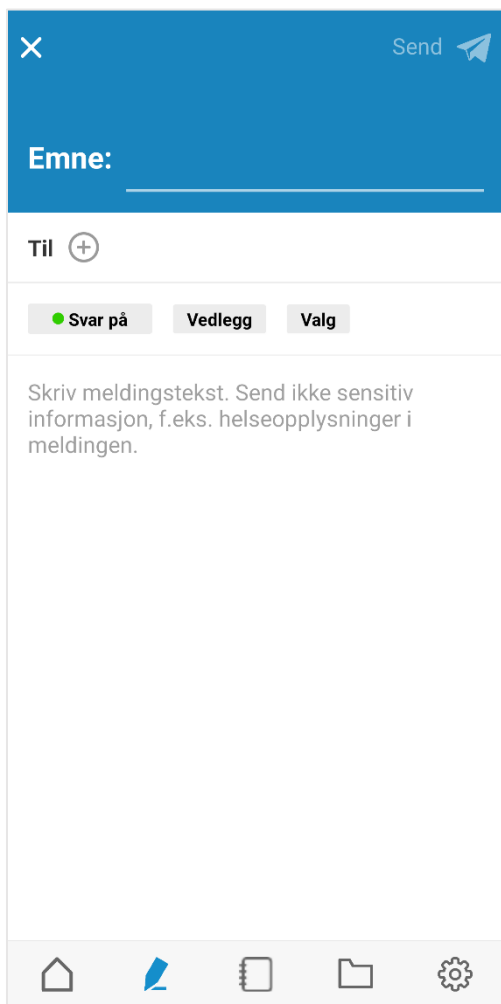 Send
Emne:
Til
Svar på Vedlegg Valg
Skriv meldingstekst. Send ikke sensitiv
informasjon, f.eks. helseopplysninger i
meldingen.